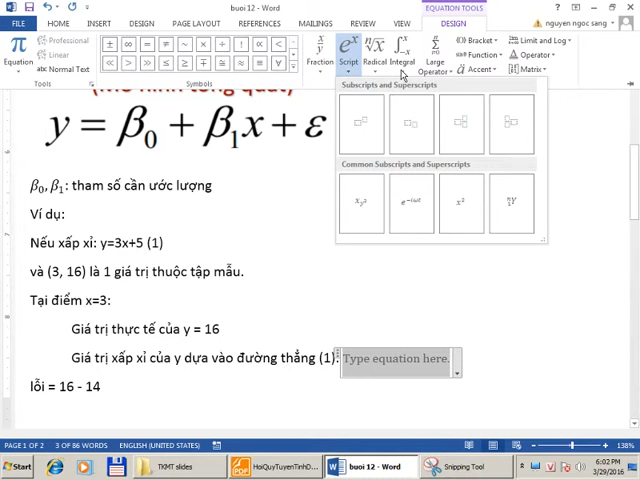 buoi 12 - Word
EQUATION TOOLS
nguyen ngoc sang
FILE HOME INSERT DESIGN PAGE LAYOUT REFERENCES MAILINGS REVIEW VIEW DESIGN
π Equation
Professional
Linear
abc Normal Text
Tools
± ∞ = ≠ ~ × ÷ ! ∝ < ≪ >
Symbols
Fraction
Script
Radical
Integral
Large Operator
Bracket
Function
Accent
Limit and Log
Operator
Matrix
Subscripts and Superscripts
Common Subscripts and Superscripts
(Mô hình tổng quát)
y = β₀ + β₁x + ε
β₀, β₁: tham số cần ước lượng
Ví dụ:
Nếu xấp xỉ: y=3x+5 (1)
và (3, 16) là 1 giá trị thuộc tập mẫu.
Tại điểm x=3:
Giá trị thực tế của y = 16
Giá trị xấp xỉ của y dựa vào đường thẳng (1): Type equation here.
lỗi = 16 - 14
PAGE 1 OF 2 3 OF 86 WORDS ENGLISH (UNITED STATES) 138%
Start
TKMT slides
HoiQuyTuyenTinhD...
buoi 12 - Word
Snipping Tool
6:02 PM
3/29/2016